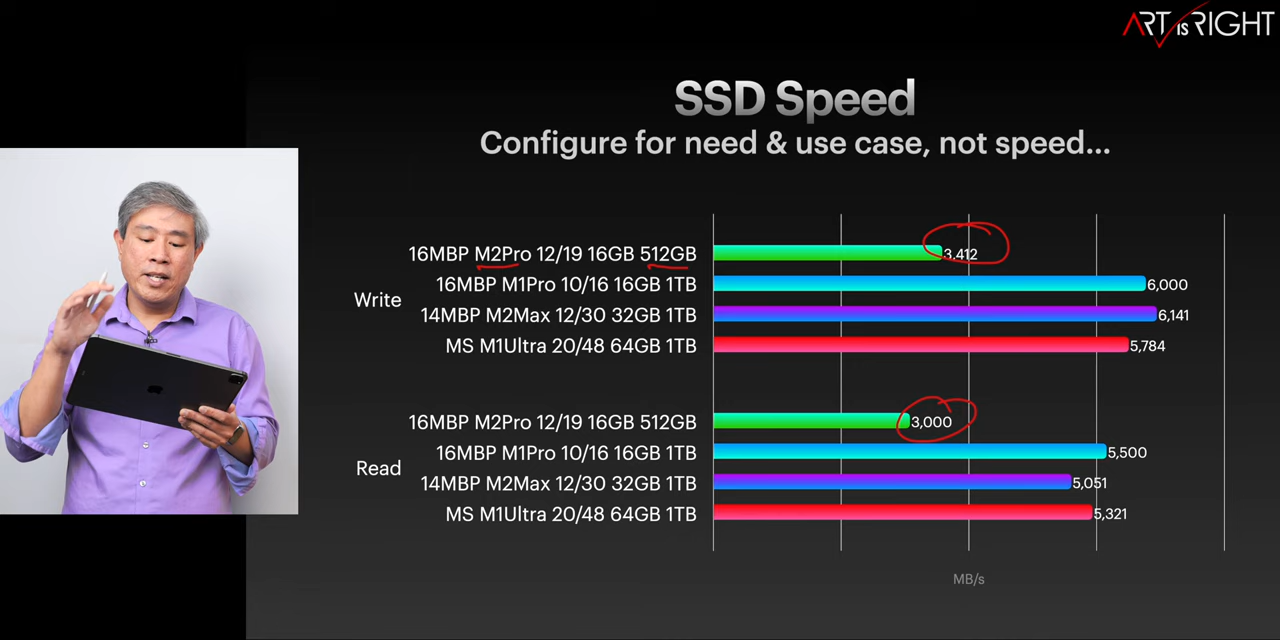 ART is RIGHT
SSD Speed
Configure for need & use case, not speed...
Write
16MBP M2Pro 12/19 16GB 512GB 3,412
16MBP M1Pro 10/16 16GB 1TB 6,000
14MBP M2Max 12/30 32GB 1TB 6,141
MS M1Ultra 20/48 64GB 1TB 5,784
Read
16MBP M2Pro 12/19 16GB 512GB 3,000
16MBP M1Pro 10/16 16GB 1TB 5,500
14MBP M2Max 12/30 32GB 1TB 5,051
MS M1Ultra 20/48 64GB 1TB 5,321
MB/s